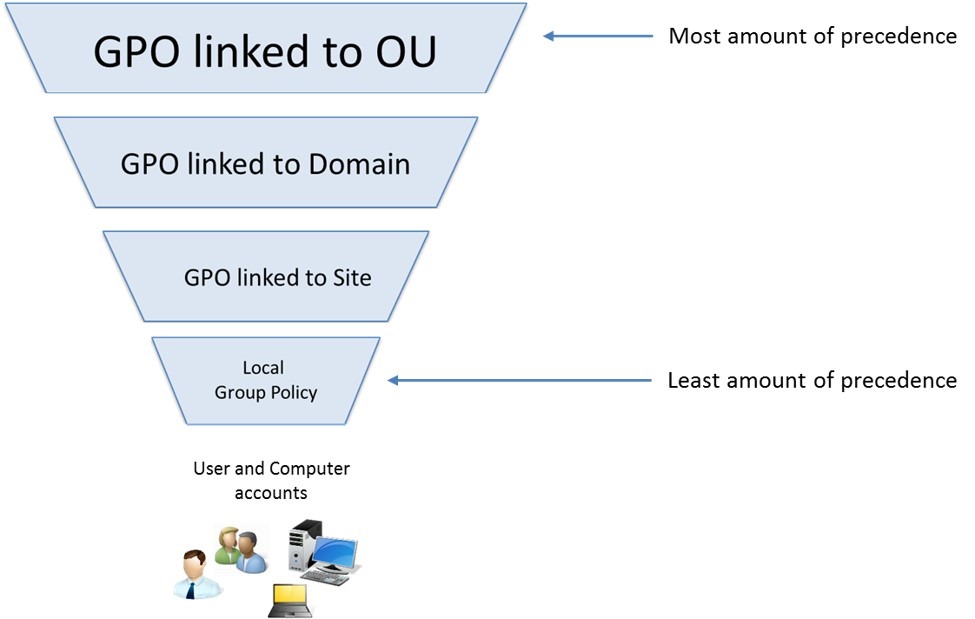 GPO linked to OU
Most amount of precedence
GPO linked to Domain
GPO linked to Site
Local
Group Policy
Least amount of precedence
User and Computer
accounts